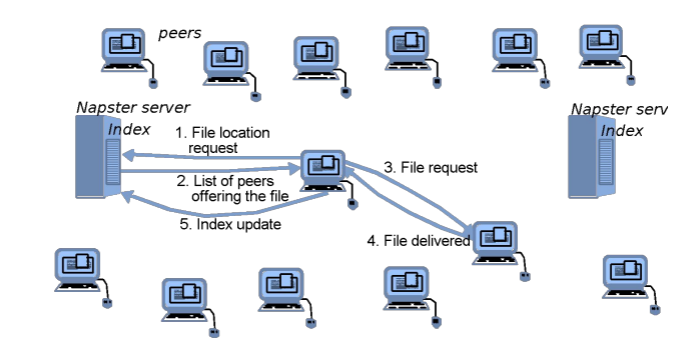 peers
Napster server
Index
Napster serv
Index
1. File location
request
2. List of peers
offering the file
3. File request
4. File delivered
5. Index update